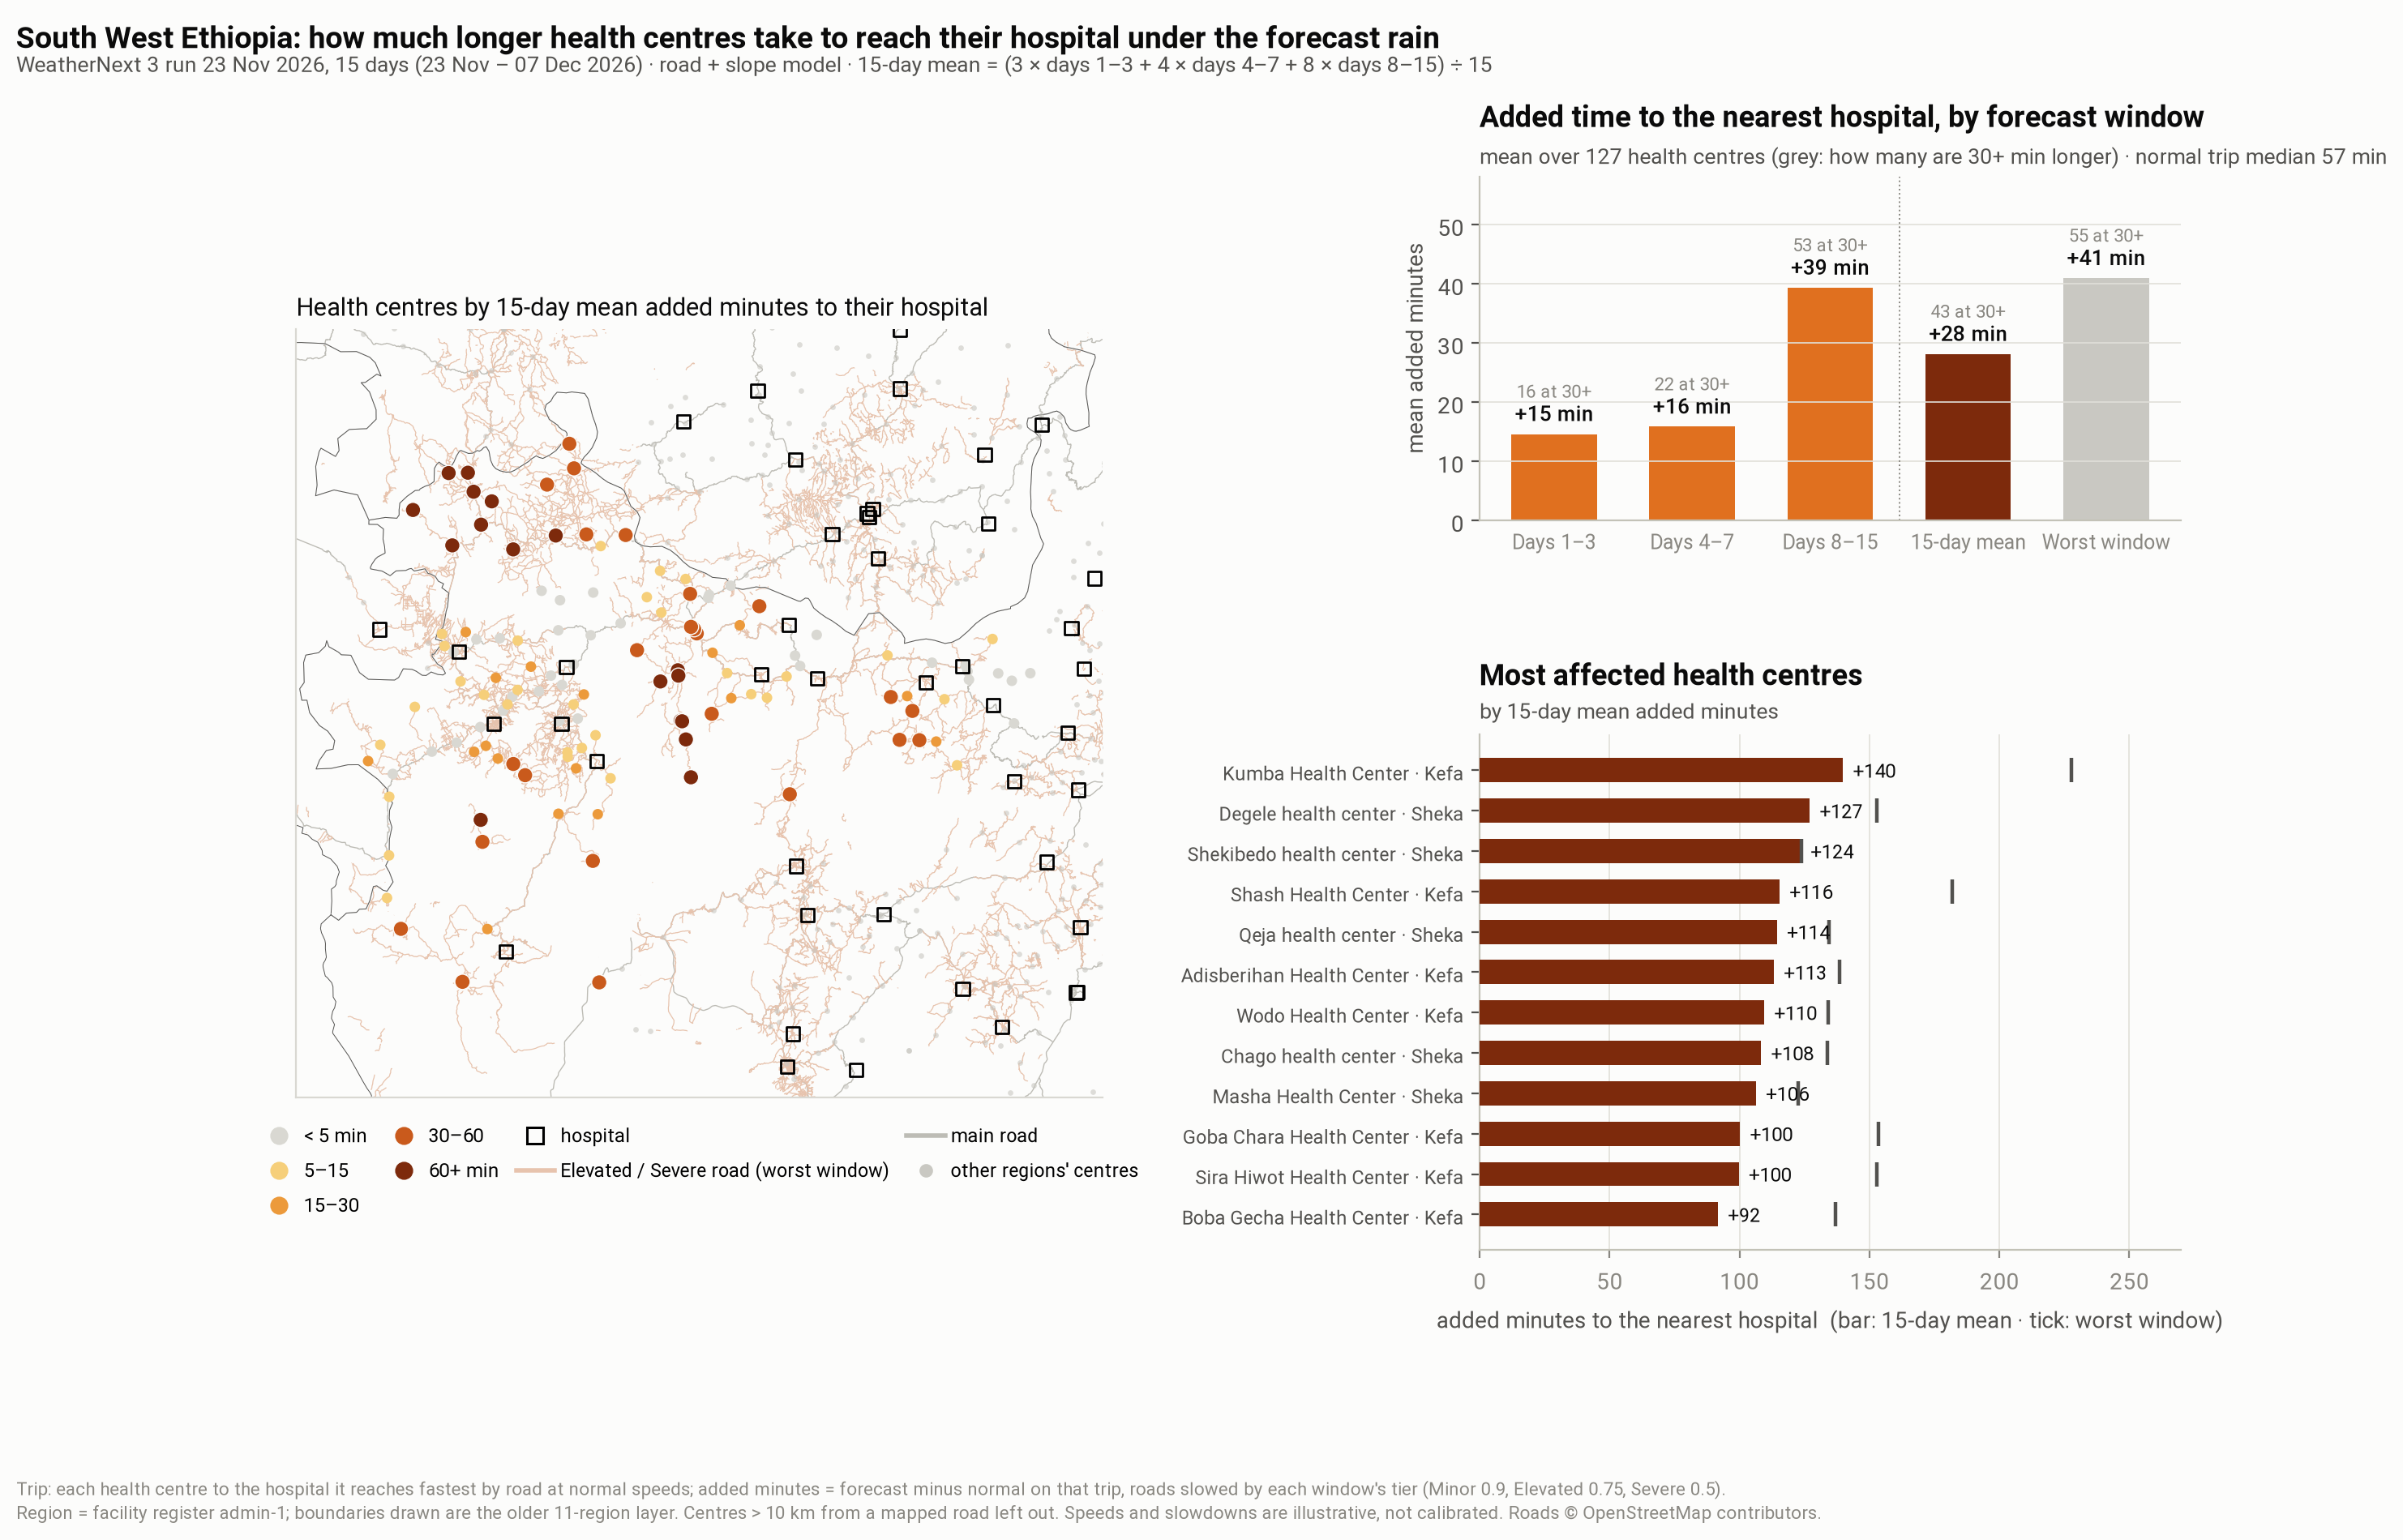 South West Ethiopia: how much longer health centres take to reach their hospital under the forecast rain
WeatherNext 3 run 23 Nov 2026, 15 days (23 Nov – 07 Dec 2026) · road + slope model · 15-day mean = (3 × days 1–3 + 4 × days 4–7 + 8 × days 8–15) ÷ 15
Health centres by 15-day mean added minutes to their hospital
< 5 min
30–60
hospital
main road
5–15
60+ min
Elevated / Severe road (worst window)
other regions' centres
15–30
Added time to the nearest hospital, by forecast window
mean over 127 health centres (grey: how many are 30+ min longer) · normal trip median 57 min
mean added minutes
50
40
30
20
10
0
16 at 30+
+15 min
22 at 30+
+16 min
53 at 30+
+39 min
43 at 30+
+28 min
55 at 30+
+41 min
Days 1–3
Days 4–7
Days 8–15
15-day mean
Worst window
Most affected health centres
by 15-day mean added minutes
Kumba Health Center · Kefa +140
Degele health center · Sheka +127
Shekibedo health center · Sheka +124
Shash Health Center · Kefa +116
Qeja health center · Sheka +114
Adisberihan Health Center · Kefa +113
Wodo Health Center · Kefa +110
Chago health center · Sheka +108
Masha Health Center · Sheka +106
Goba Chara Health Center · Kefa +100
Sira Hiwot Health Center · Kefa +100
Boba Gecha Health Center · Kefa +92
0 50 100 150 200 250
added minutes to the nearest hospital (bar: 15-day mean · tick: worst window)
Trip: each health centre to the hospital it reaches fastest by road at normal speeds; added minutes = forecast minus normal on that trip, roads slowed by each window's tier (Minor 0.9, Elevated 0.75, Severe 0.5).
Region = facility register admin-1; boundaries drawn are the older 11-region layer. Centres > 10 km from a mapped road left out. Speeds and slowdowns are illustrative, not calibrated. Roads © OpenStreetMap contributors.